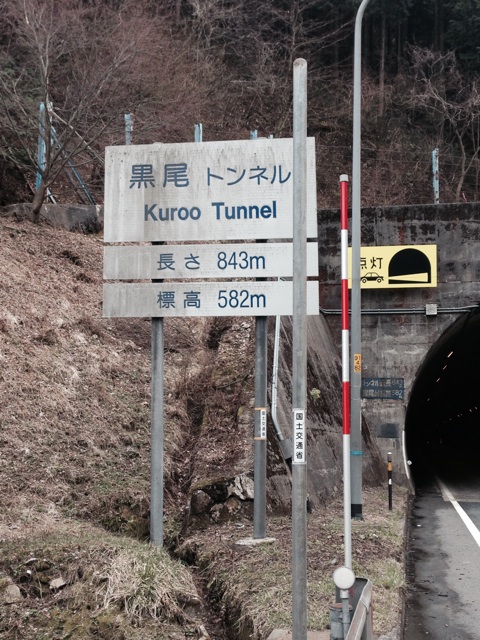 黒尾 トンネル
Kuroo Tunnel
長さ 843m
標高 582m
点灯
国土交通省